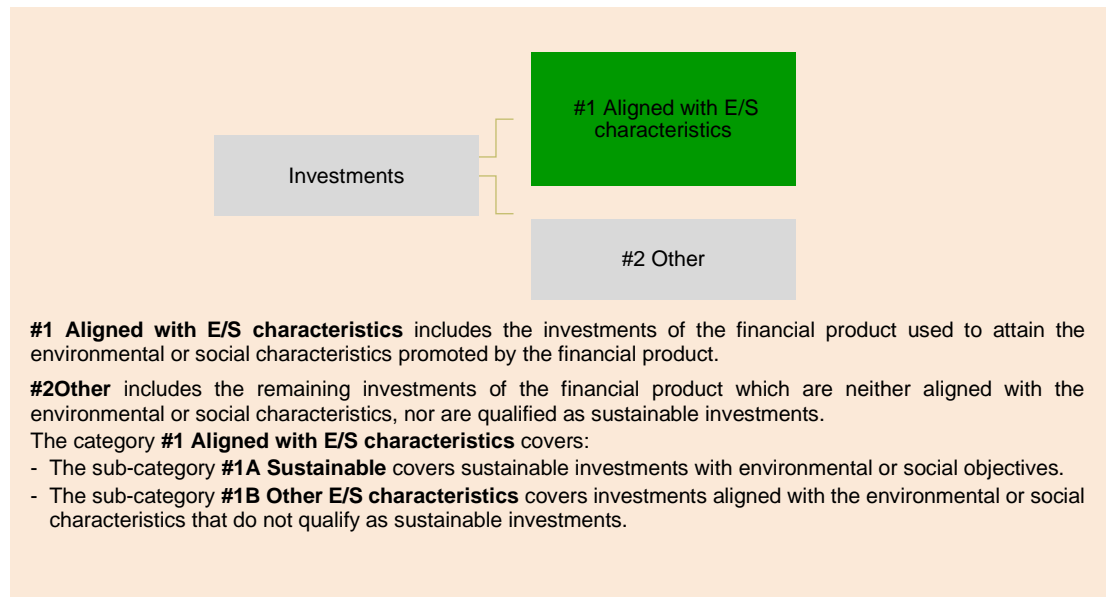 #1 Aligned with E/S
characteristics
Investments
#2 Other
#1 Aligned with E/S characteristics includes the investments of the financial product used to attain the
environmental or social characteristics promoted by the financial product.
#2Other includes the remaining investments of the financial product which are neither aligned with the
environmental or social characteristics, nor are qualified as sustainable investments.
The category #1 Aligned with E/S characteristics covers:
- The sub-category #1A Sustainable covers sustainable investments with environmental or social objectives.
- The sub-category #1B Other E/S characteristics covers investments aligned with the environmental or social
characteristics that do not qualify as sustainable investments.